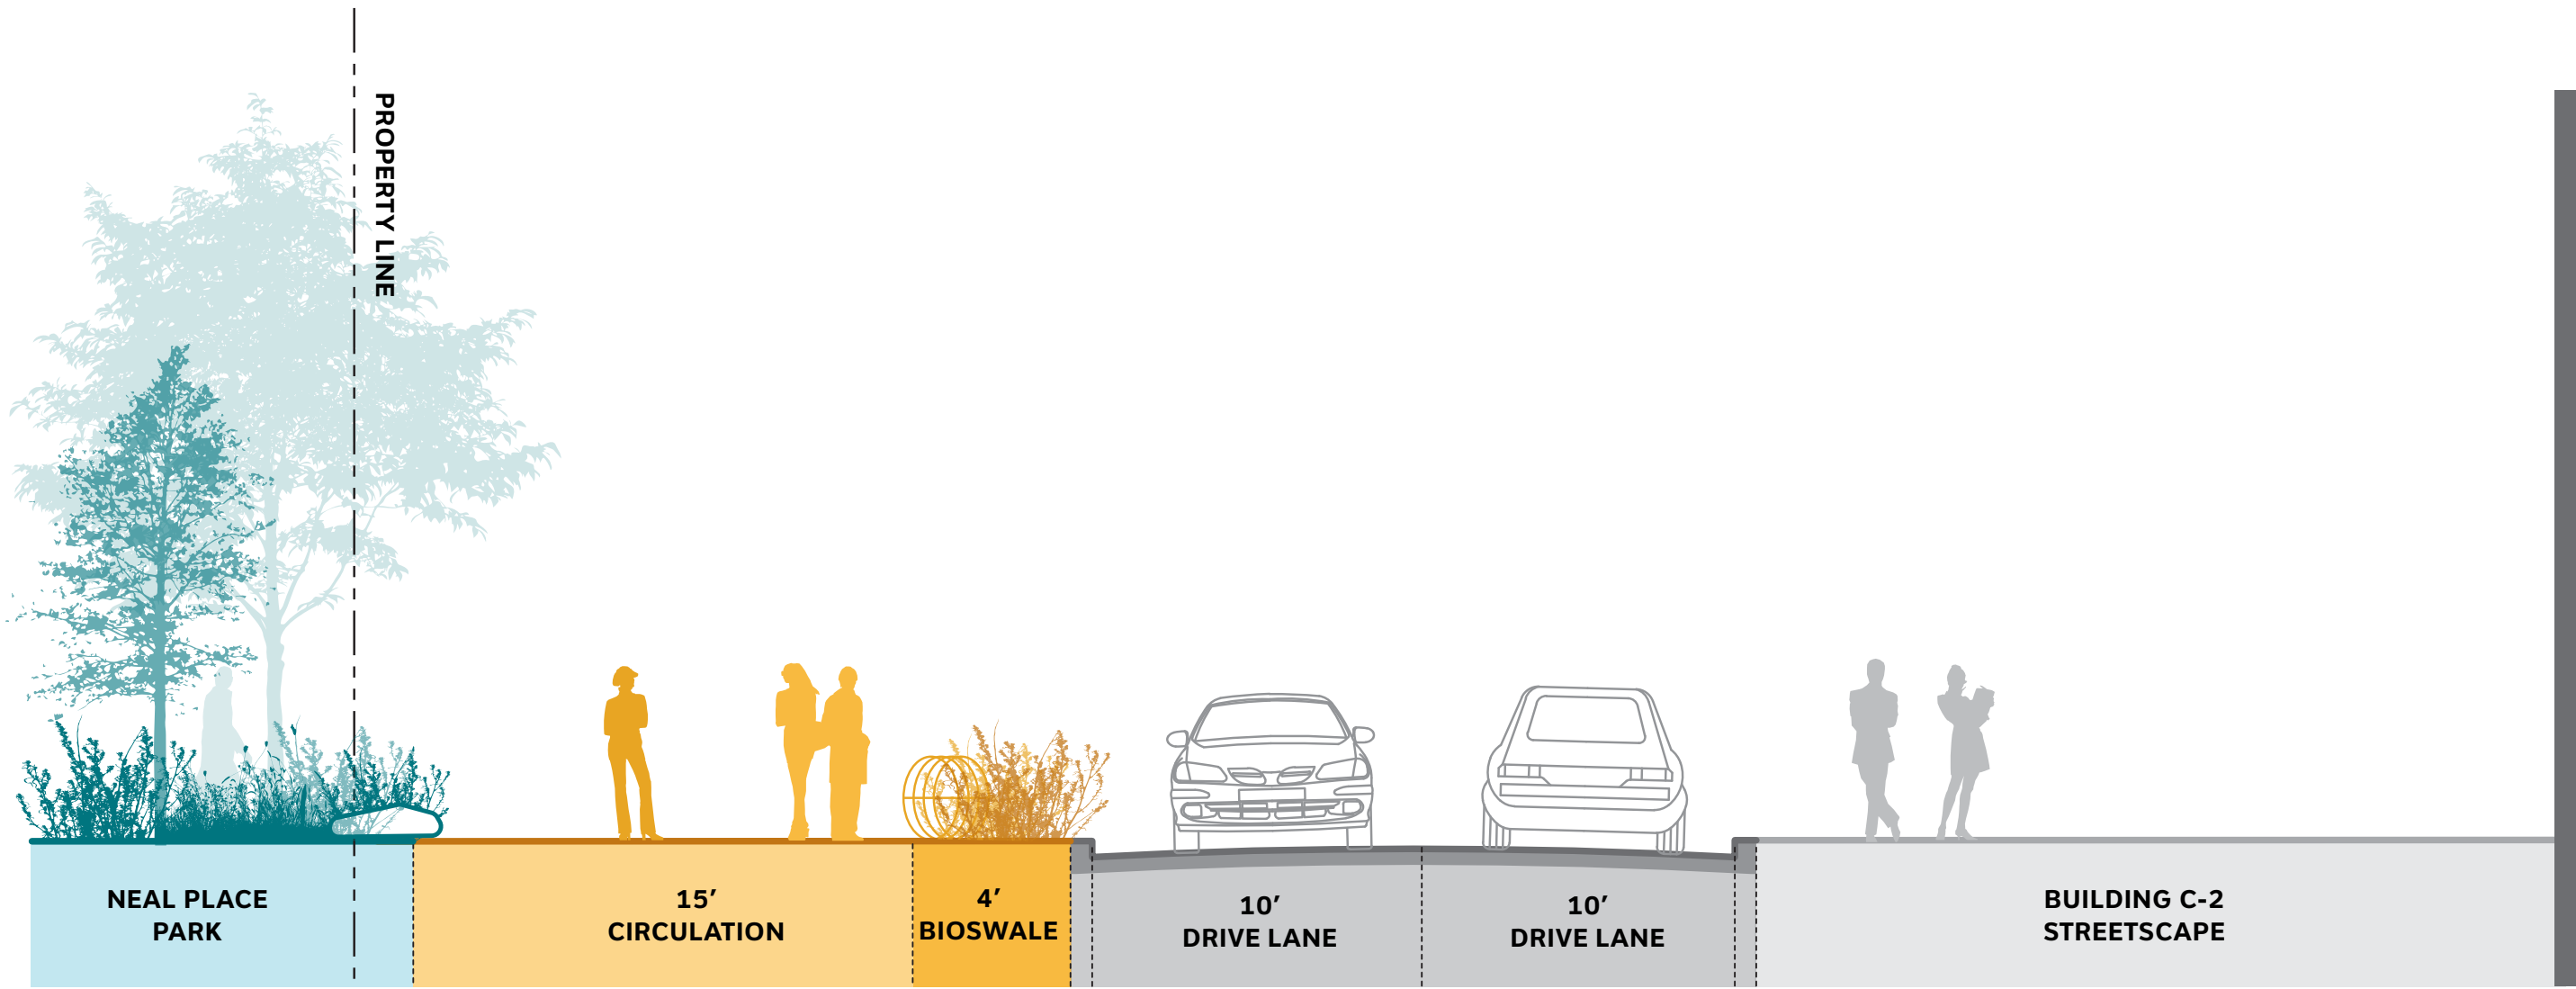 PROPERTY LINE
NEAL PLACE
PARK
15′
CIRCULATION
4′
BIOSWALE
10′
DRIVE LANE
10′
DRIVE LANE
BUILDING C-2
STREETSCAPE